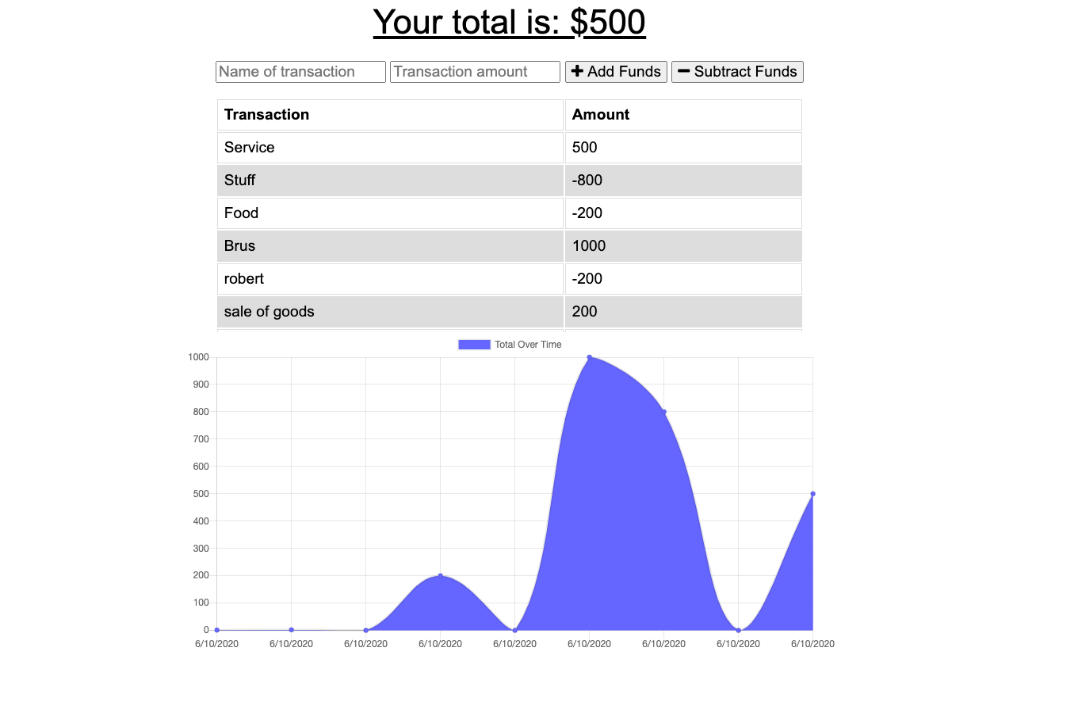 Your total is: $500
Name of transaction Transaction amount + Add Funds − Subtract Funds
Transaction Amount
Service 500
Stuff -800
Food -200
Brus 1000
robert -200
sale of goods 200
Total Over Time
1000
900
800
700
600
500
400
300
200
100
0
6/10/2020 6/10/2020 6/10/2020 6/10/2020 6/10/2020 6/10/2020 6/10/2020 6/10/2020 6/10/2020